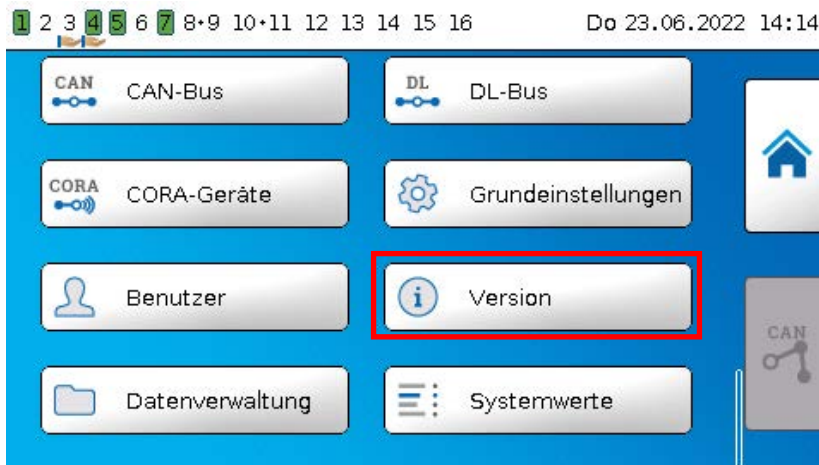 1 2 3 4 5 6 7 8+9 10+11 12 13 14 15 16 Do 23.06.2022 14:14
CAN CAN-Bus DL DL-Bus
CORA CORA-Geräte Grundeinstellungen
Benutzer i Version
CAN
Datenverwaltung Systemwerte